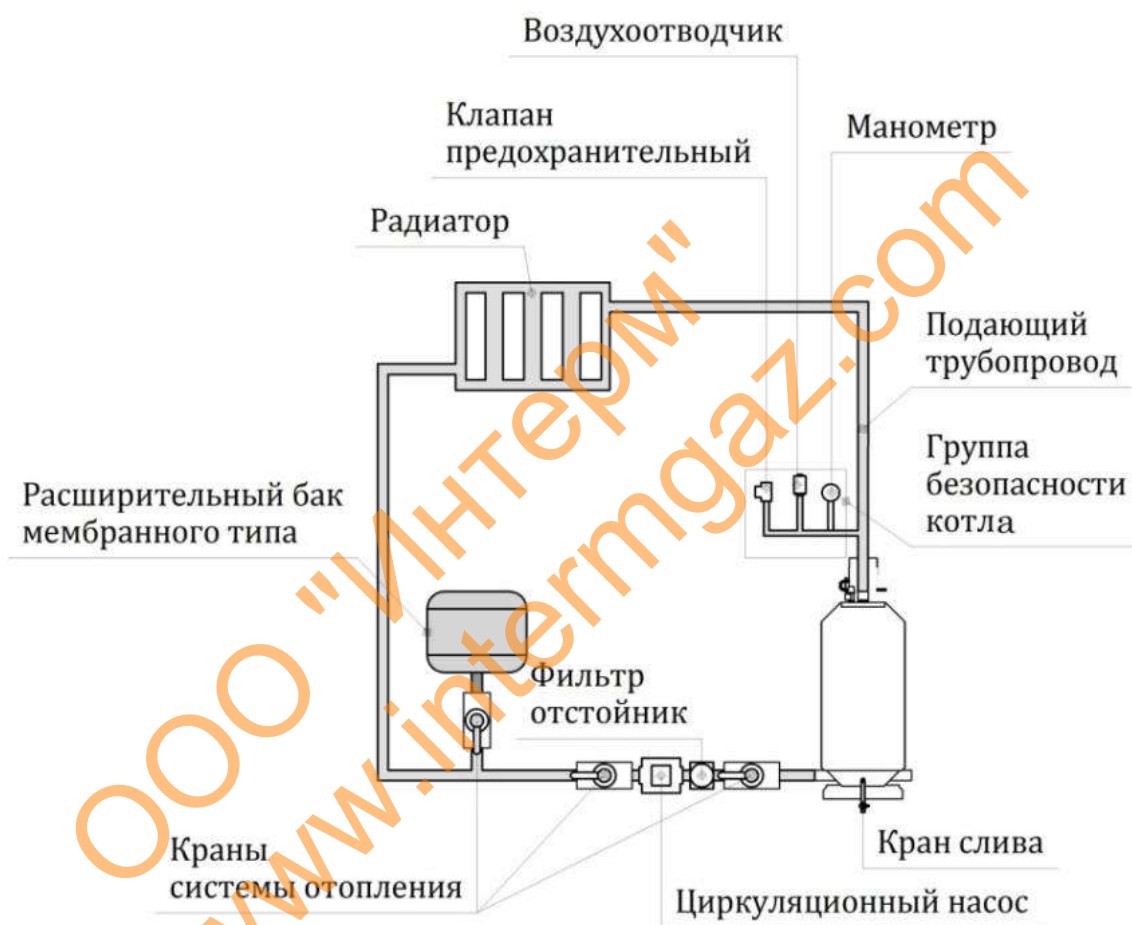 Воздухоотводчик
Клапан
предохранительный
Манометр
Радиатор
Подающий
трубопровод
Группа
безопасности
котла
Расширительный бак
мембранного типа
Фильтр
отстойник
Краны
системы отопления
Кран слива
Циркуляционный насос
ООО "Интерм"
www.intermgaz.com